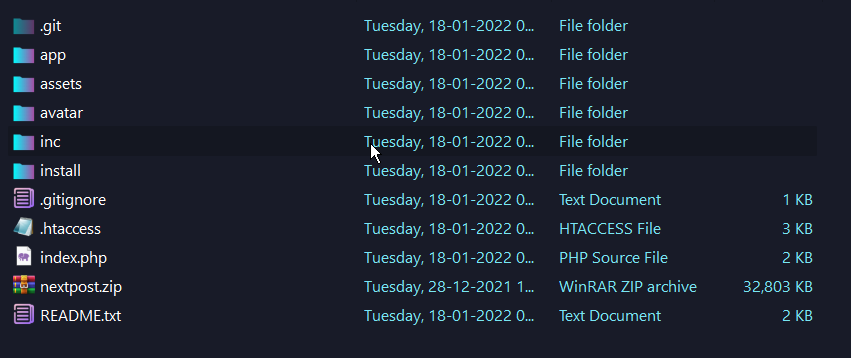 .git Tuesday, 18-01-2022 0... File folder
app Tuesday, 18-01-2022 0... File folder
assets Tuesday, 18-01-2022 0... File folder
avatar Tuesday, 18-01-2022 0... File folder
inc Tuesday, 18-01-2022 0... File folder
install Tuesday, 18-01-2022 0... File folder
.gitignore Tuesday, 18-01-2022 0... Text Document 1 KB
.htaccess Tuesday, 18-01-2022 0... HTACCESS File 3 KB
index.php Tuesday, 18-01-2022 0... PHP Source File 2 KB
nextpost.zip Tuesday, 28-12-2021 1... WinRAR ZIP archive 32,803 KB
README.txt Tuesday, 18-01-2022 0... Text Document 2 KB